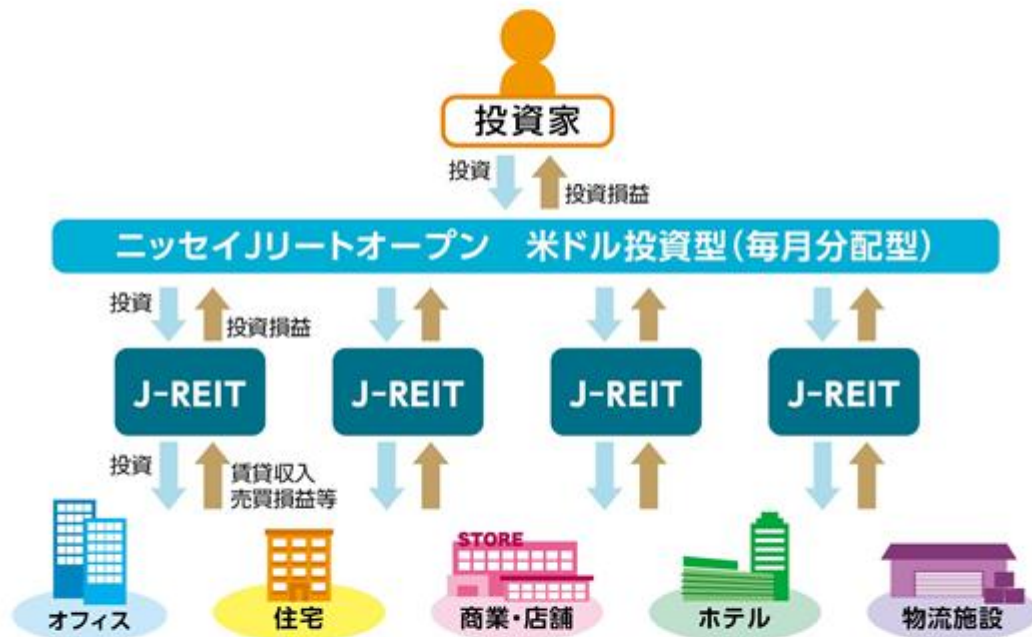 投資家
投資
投資損益
ニッセイJリートオープン 米ドル投資型(毎月分配型)
投資
投資損益
J-REIT
J-REIT
J-REIT
J-REIT
投資
賃貸収入
売買損益等
STORE
オフィス
住宅
商業・店舗
ホテル
物流施設